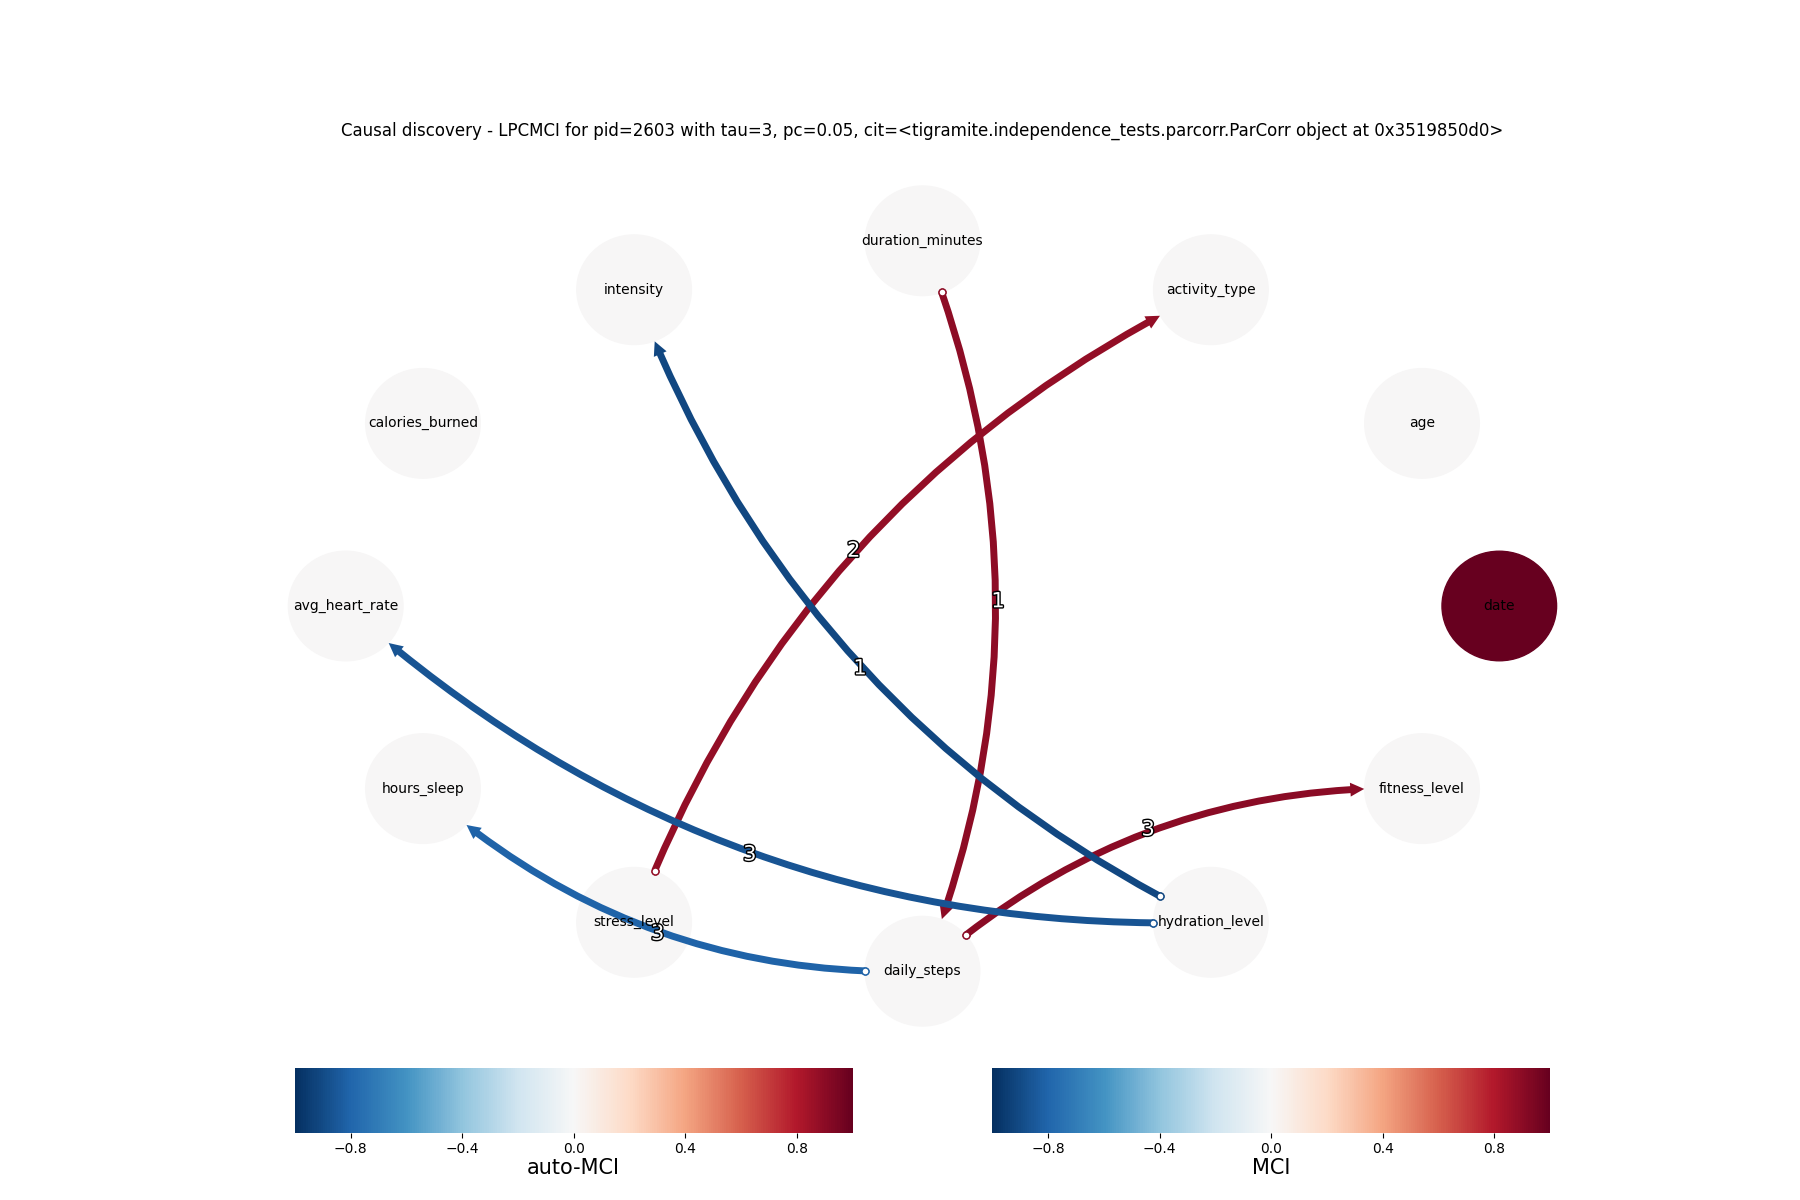 Causal discovery - LPCMCI for pid=2603 with tau=3, pc=0.05, cit=<tigramite.independence_tests.parcorr.ParCorr object at 0x3519850d0>
duration_minutes
intensity
activity_type
calories_burned
age
2
1
avg_heart_rate
date
1
hours_sleep
fitness_level
3
3
stress_level
hydration_level
3
daily_steps
−0.8 −0.4 0.0 0.4 0.8
auto-MCI
−0.8 −0.4 0.0 0.4 0.8
MCI